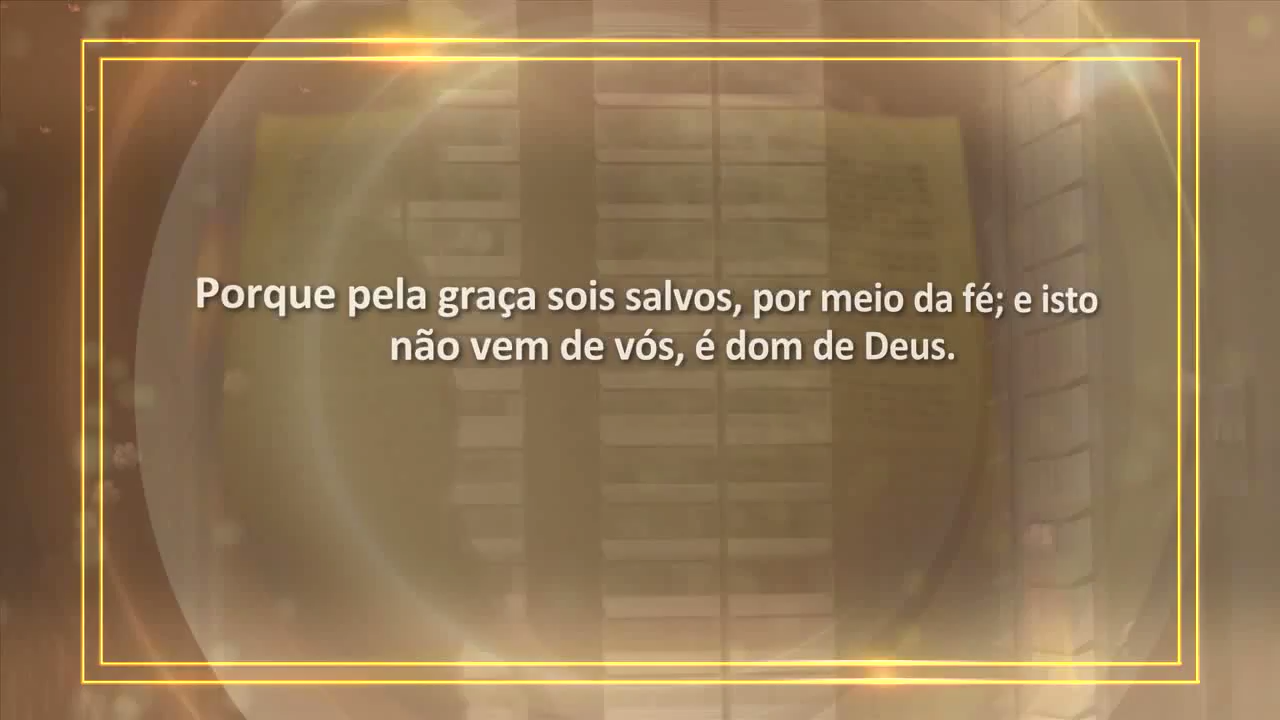 Porque pela graça sois salvos, por meio da fé; e isto
não vem de vós, é dom de Deus.